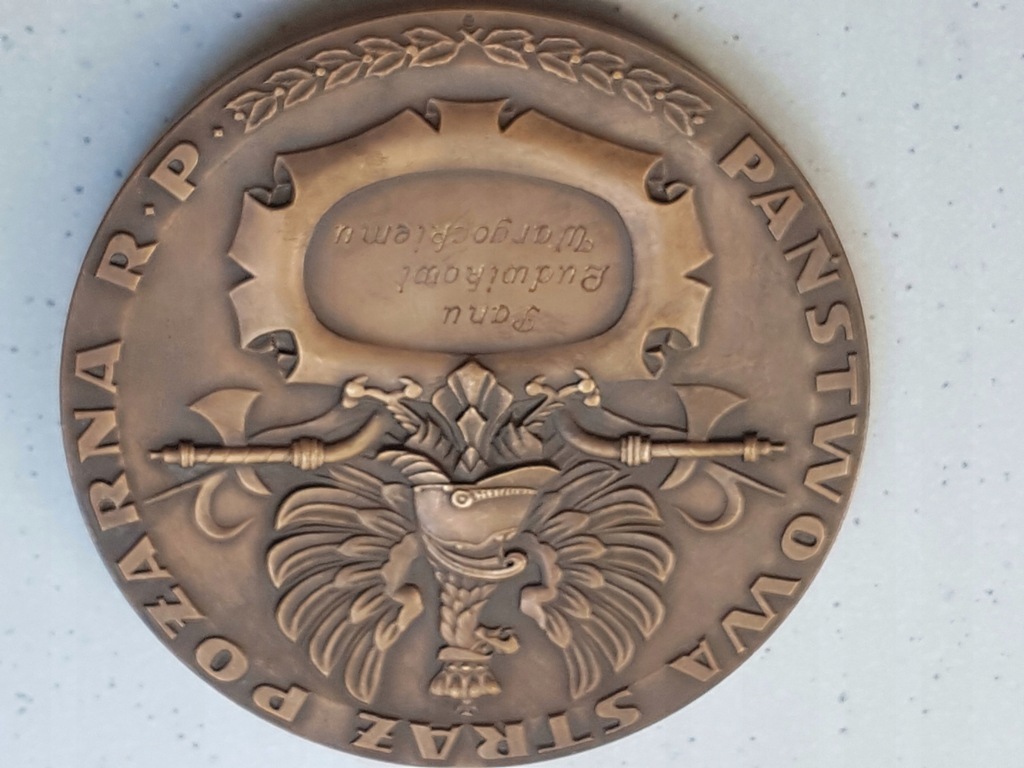 PAŃSTWOWA STRAŻ POŻARNA R·P·
Panu
Ludwikowi
Wargockiemu